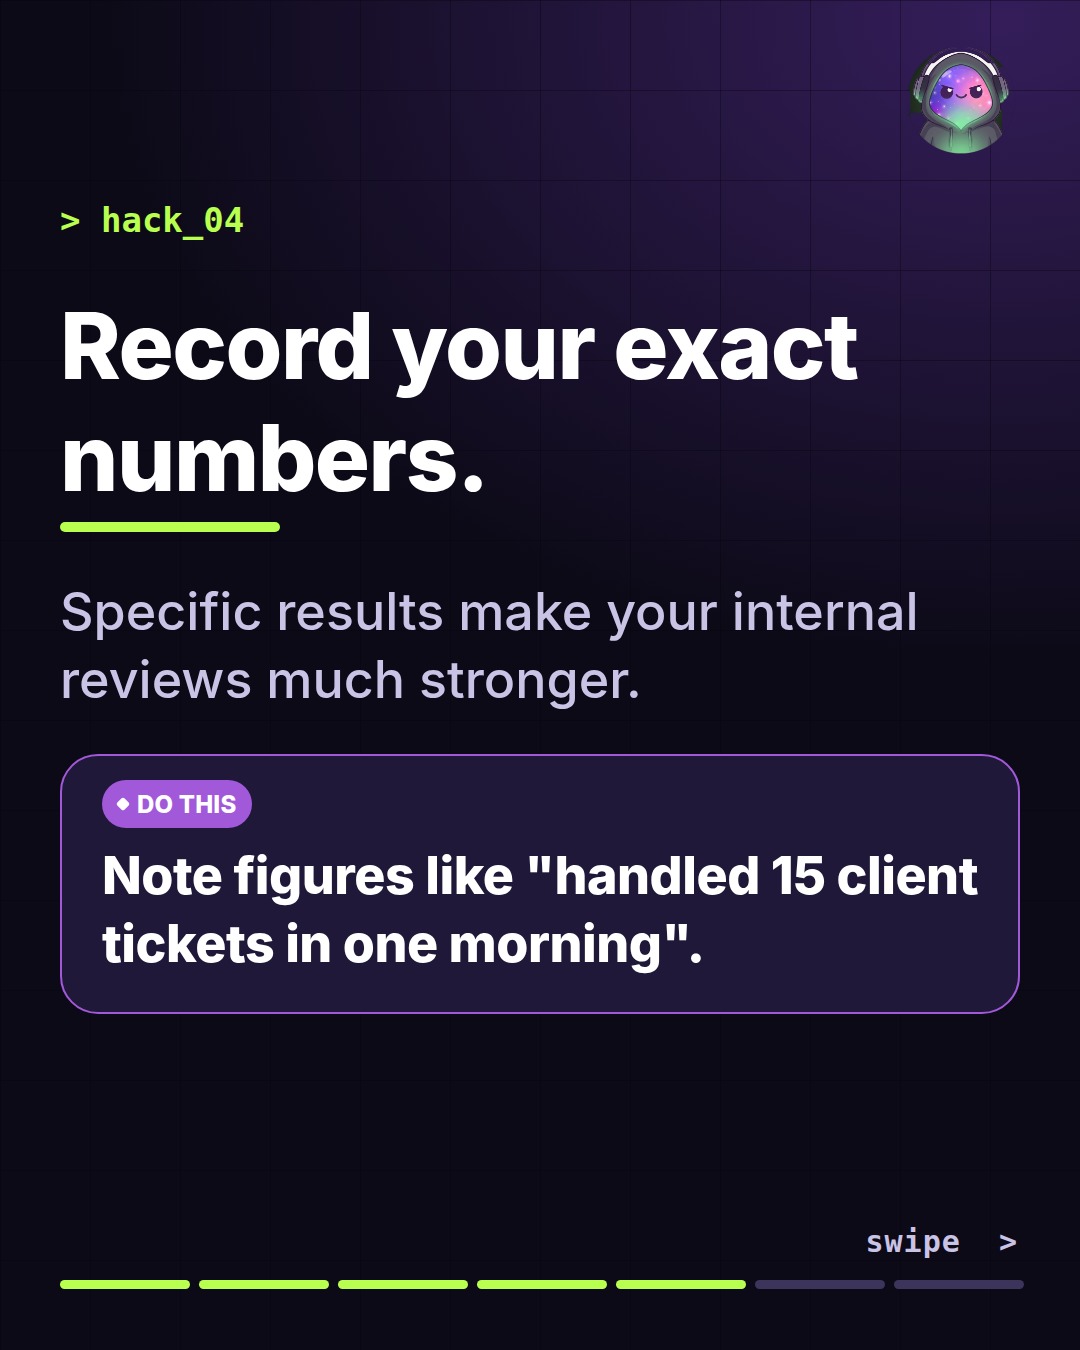 > hack_04
Record your exact
numbers.
Specific results make your internal
reviews much stronger.
DO THIS
Note figures like "handled 15 client
tickets in one morning".
swipe >